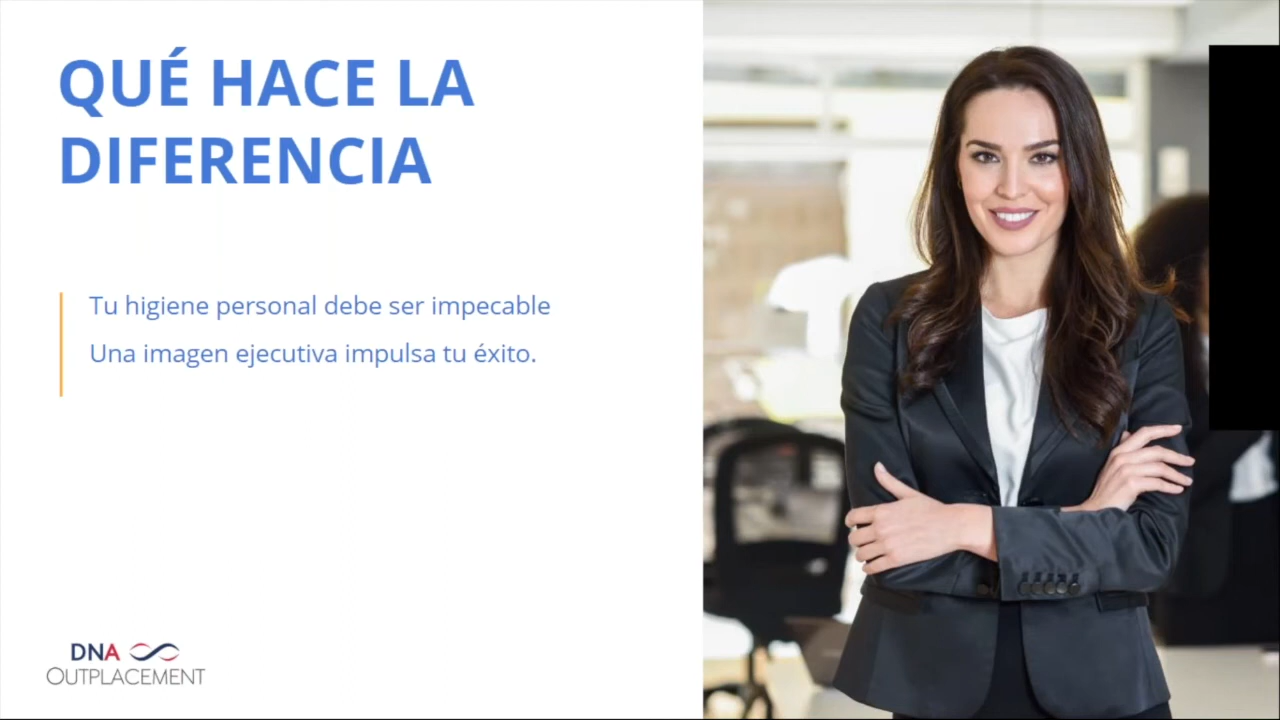 QUÉ HACE LA
DIFERENCIA
Tu higiene personal debe ser impecable
Una imagen ejecutiva impulsa tu éxito.
DNA
OUTPLACEMENT